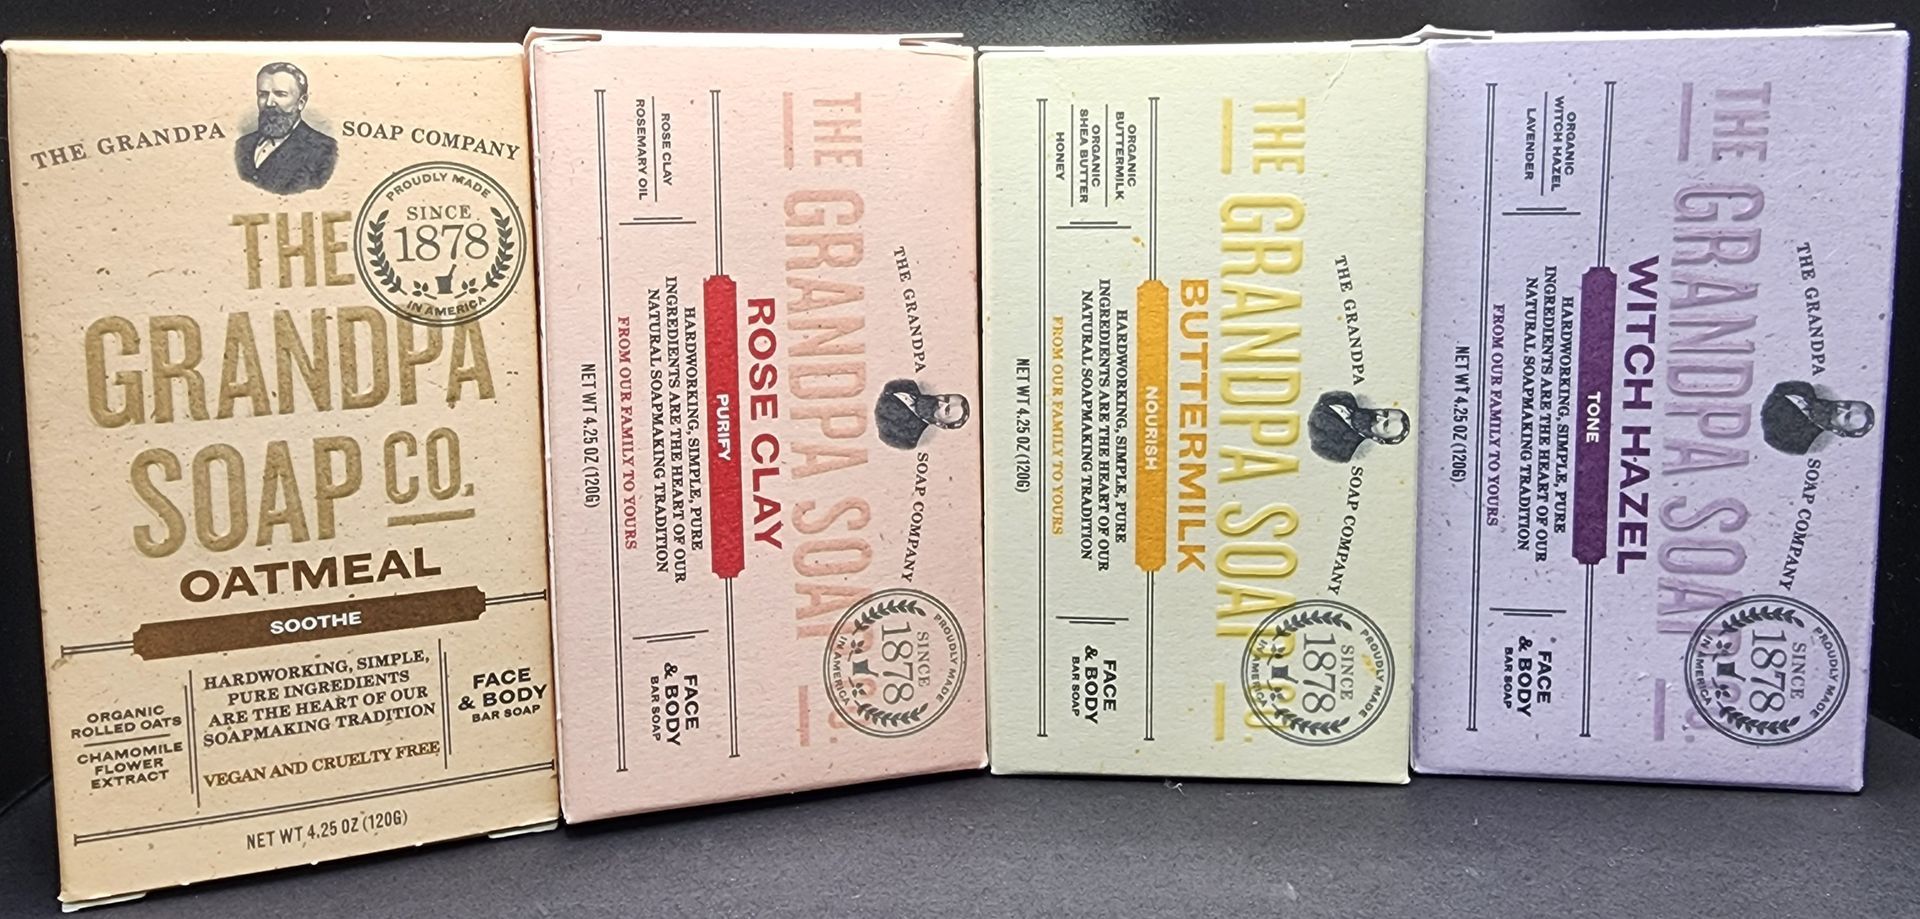 THE GRANDPA SOAP COMPANY
PROUDLY MADE
SINCE
1878
IN AMERICA
THE
GRANDPA
SOAP CO.
OATMEAL
SOOTHE
ORGANIC
ROLLED OATS
CHAMOMILE
FLOWER
EXTRACT
HARDWORKING, SIMPLE,
PURE INGREDIENTS
ARE THE HEART OF OUR
SOAPMAKING TRADITION
VEGAN AND CRUELTY FREE
FACE
& BODY
BAR SOAP
NET WT 4.25 OZ (120G)
THE GRANDPA SOAP COMPANY
PROUDLY MADE
SINCE
1878
IN AMERICA
THE GRANDPA SOAP CO.
ROSE CLAY
PURIFY
ROSE CLAY
ROSEMARY OIL
HARDWORKING, SIMPLE, PURE
INGREDIENTS ARE THE HEART OF OUR
NATURAL SOAPMAKING TRADITION
FROM OUR FAMILY TO YOURS
FACE
& BODY
BAR SOAP
NET WT 4.25 OZ (120G)
THE GRANDPA SOAP COMPANY
PROUDLY MADE
SINCE
1878
IN AMERICA
THE GRANDPA SOAP CO.
BUTTERMILK
NOURISH
ORGANIC
BUTTERMILK
ORGANIC
SHEA BUTTER
HONEY
HARDWORKING, SIMPLE, PURE
INGREDIENTS ARE THE HEART OF OUR
NATURAL SOAPMAKING TRADITION
FROM OUR FAMILY TO YOURS
FACE
& BODY
BAR SOAP
NET WT 4.25 OZ (120G)
THE GRANDPA SOAP COMPANY
PROUDLY MADE
SINCE
1878
IN AMERICA
THE GRANDPA SOAP CO.
WITCH HAZEL
TONE
ORGANIC
WITCH HAZEL
LAVENDER
HARDWORKING, SIMPLE, PURE
INGREDIENTS ARE THE HEART OF OUR
NATURAL SOAPMAKING TRADITION
FROM OUR FAMILY TO YOURS
FACE
& BODY
BAR SOAP
NET WT 4.25 OZ (120G)